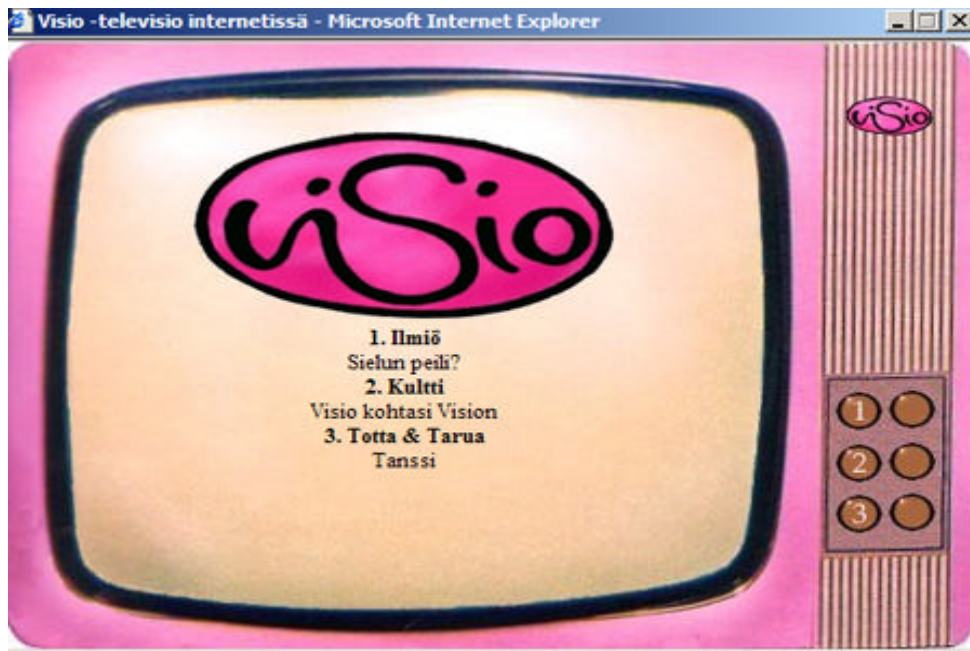 Visio -televisio internetissä - Microsoft Internet Explorer
visio
viSio
1. Ilmiö
Sielun peili?
2. Kultti
Visio kohtasi Vision
3. Totta & Tarua
Tanssi
1
2
3